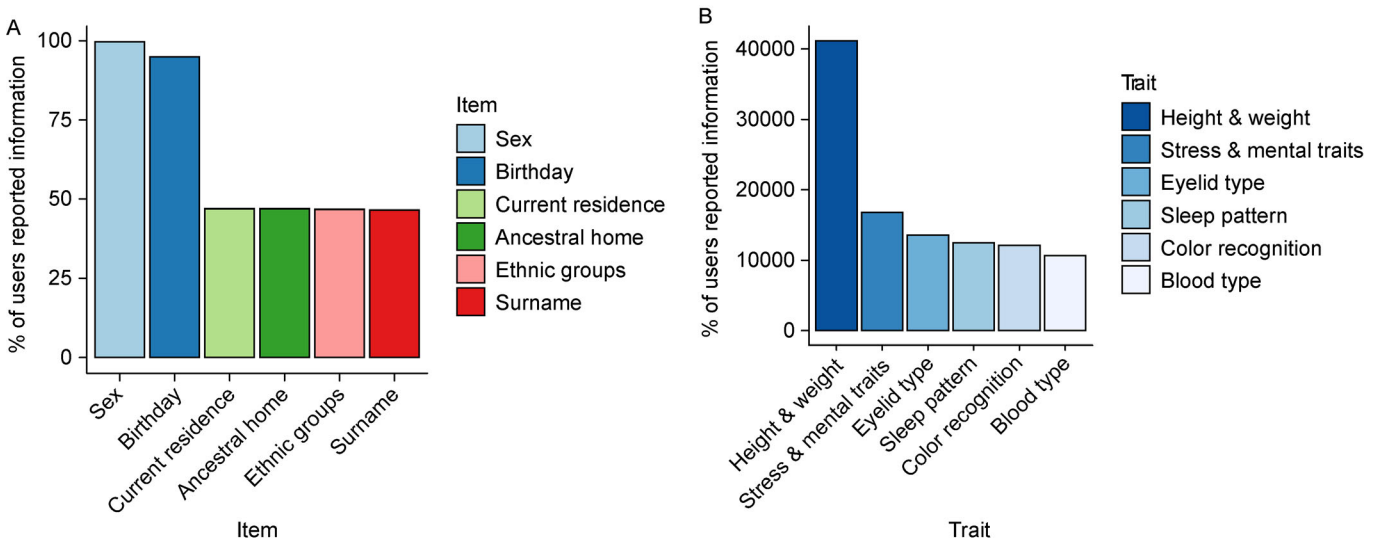 A
% of users reported information
100
75
50
25
0
Sex
Birthday
Current residence
Ancestral home
Ethnic groups
Surname
Item
Item
Sex
Birthday
Current residence
Ancestral home
Ethnic groups
Surname
B
% of users reported information
40000
30000
20000
10000
0
Height & weight
Stress & mental traits
Eyelid type
Sleep pattern
Color recognition
Blood type
Trait
Trait
Height & weight
Stress & mental traits
Eyelid type
Sleep pattern
Color recognition
Blood type